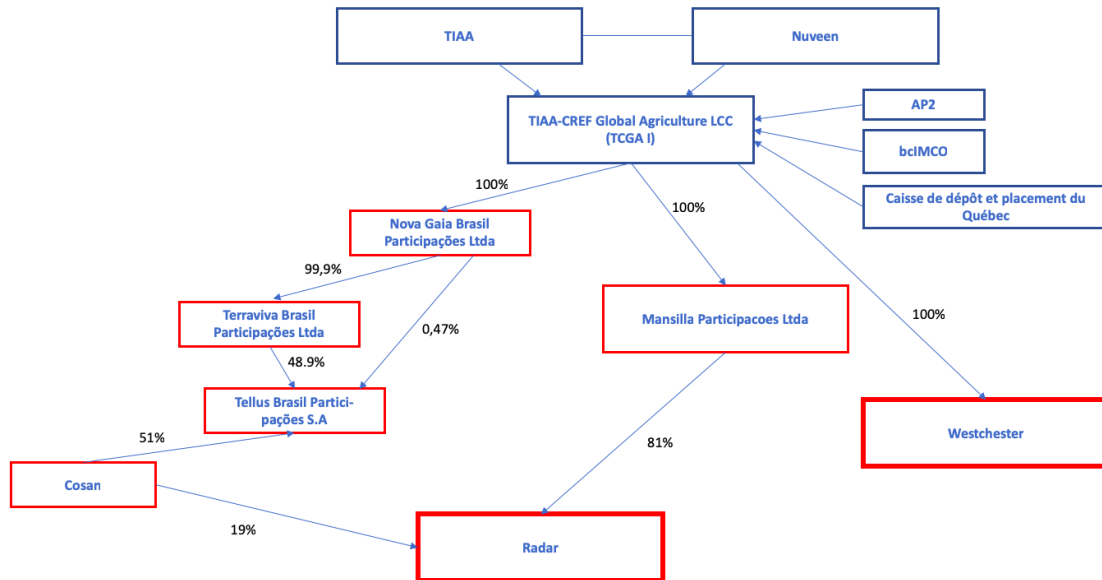 TIAA
Nuveen
TIAA-CREF Global Agriculture LCC
(TCGA I)
AP2
bcIMCO
Caisse de dépôt et placement du
Québec
100%
100%
Nova Gaia Brasil
Participações Ltda
99,9%
Terraviva Brasil
Participações Ltda
0,47%
Mansilla Participacoes Ltda
100%
48.9%
Tellus Brasil Partici-
pações S.A
51%
81%
Westchester
Cosan
19%
Radar